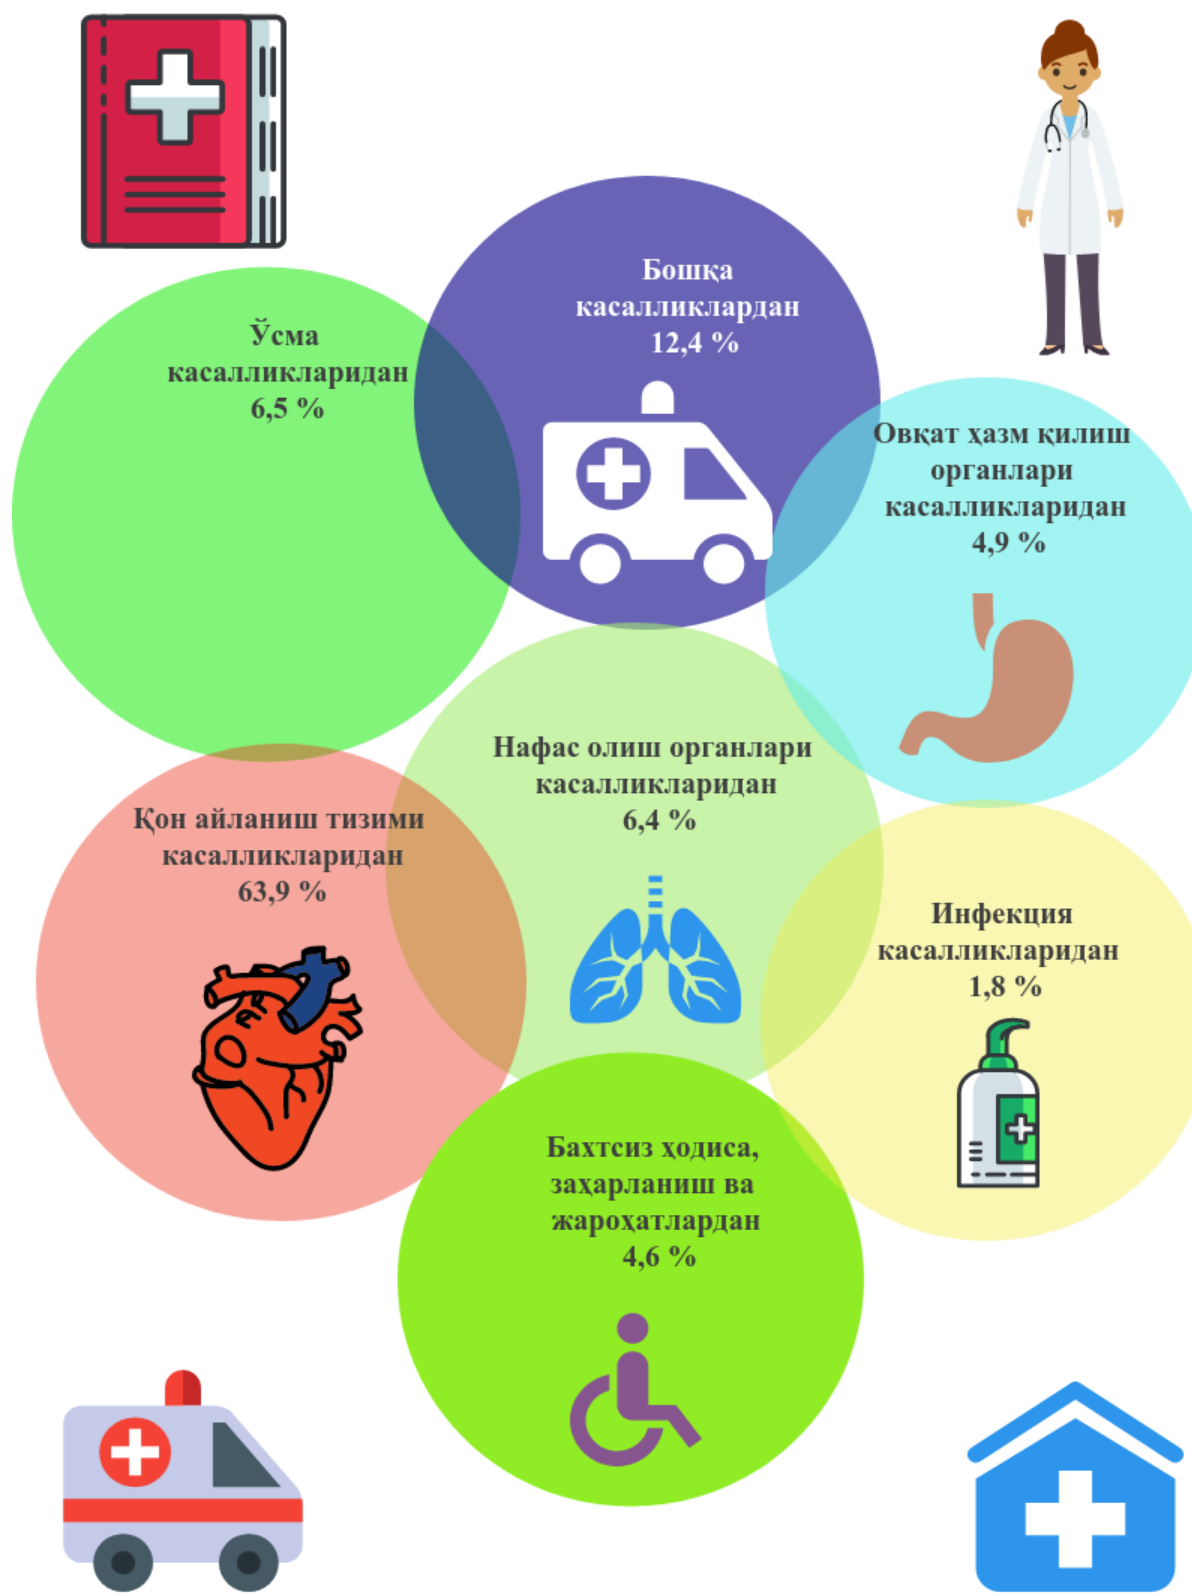 Бошқа
касалликлардан
12,4 %
Ўсма
касалликларидан
6,5 %
Овқат ҳазм қилиш
органлари
касалликларидан
4,9 %
Нафас олиш органлари
касалликларидан
6,4 %
Қон айланиш тизими
касалликларидан
63,9 %
Инфекция
касалликларидан
1,8 %
Бахтсиз ҳодиса,
заҳарланиш ва
жароҳатлардан
4,6 %